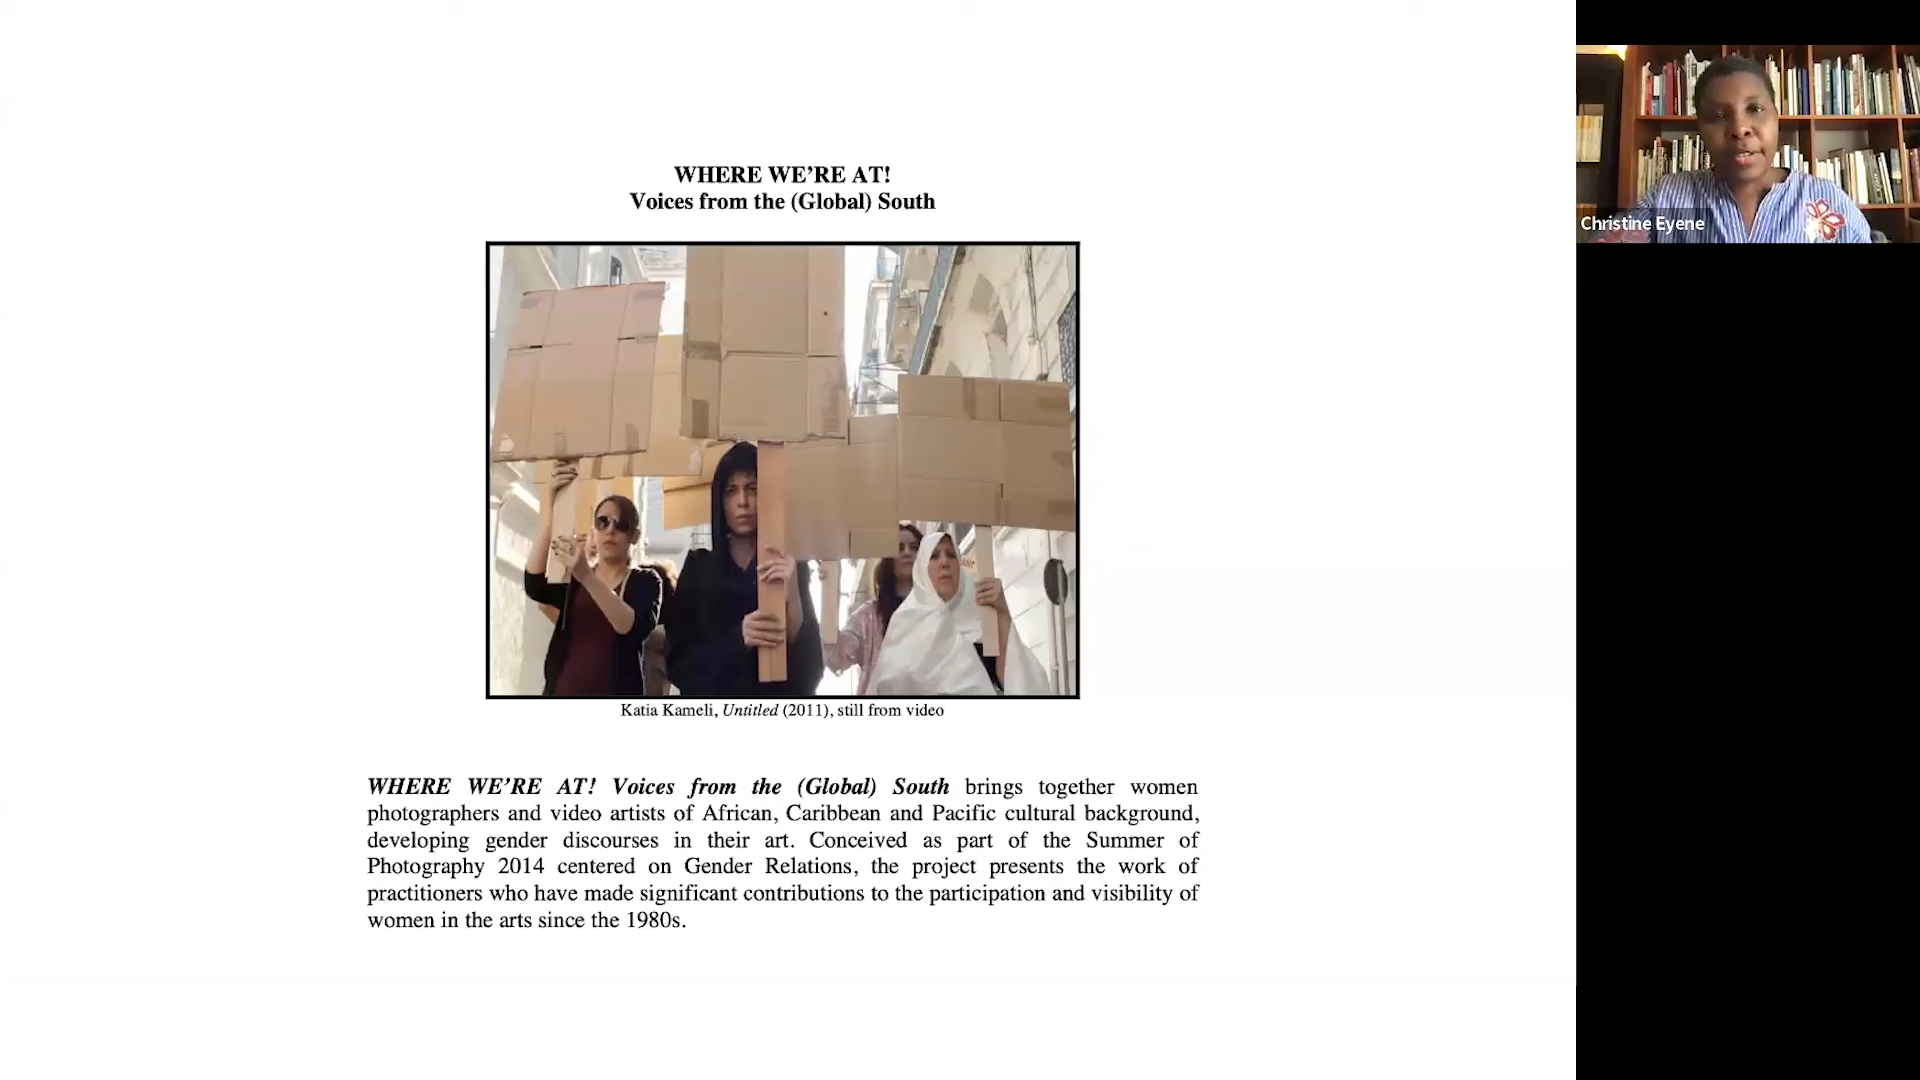 WHERE WE'RE AT!
Voices from the (Global) South
Christine Eyene
Katia Kameli, Untitled (2011), still from video
WHERE WE'RE AT! Voices from the (Global) South brings together women
photographers and video artists of African, Caribbean and Pacific cultural background,
developing gender discourses in their art. Conceived as part of the Summer of
Photography 2014 centered on Gender Relations, the project presents the work of
practitioners who have made significant contributions to the participation and visibility of
women in the arts since the 1980s.